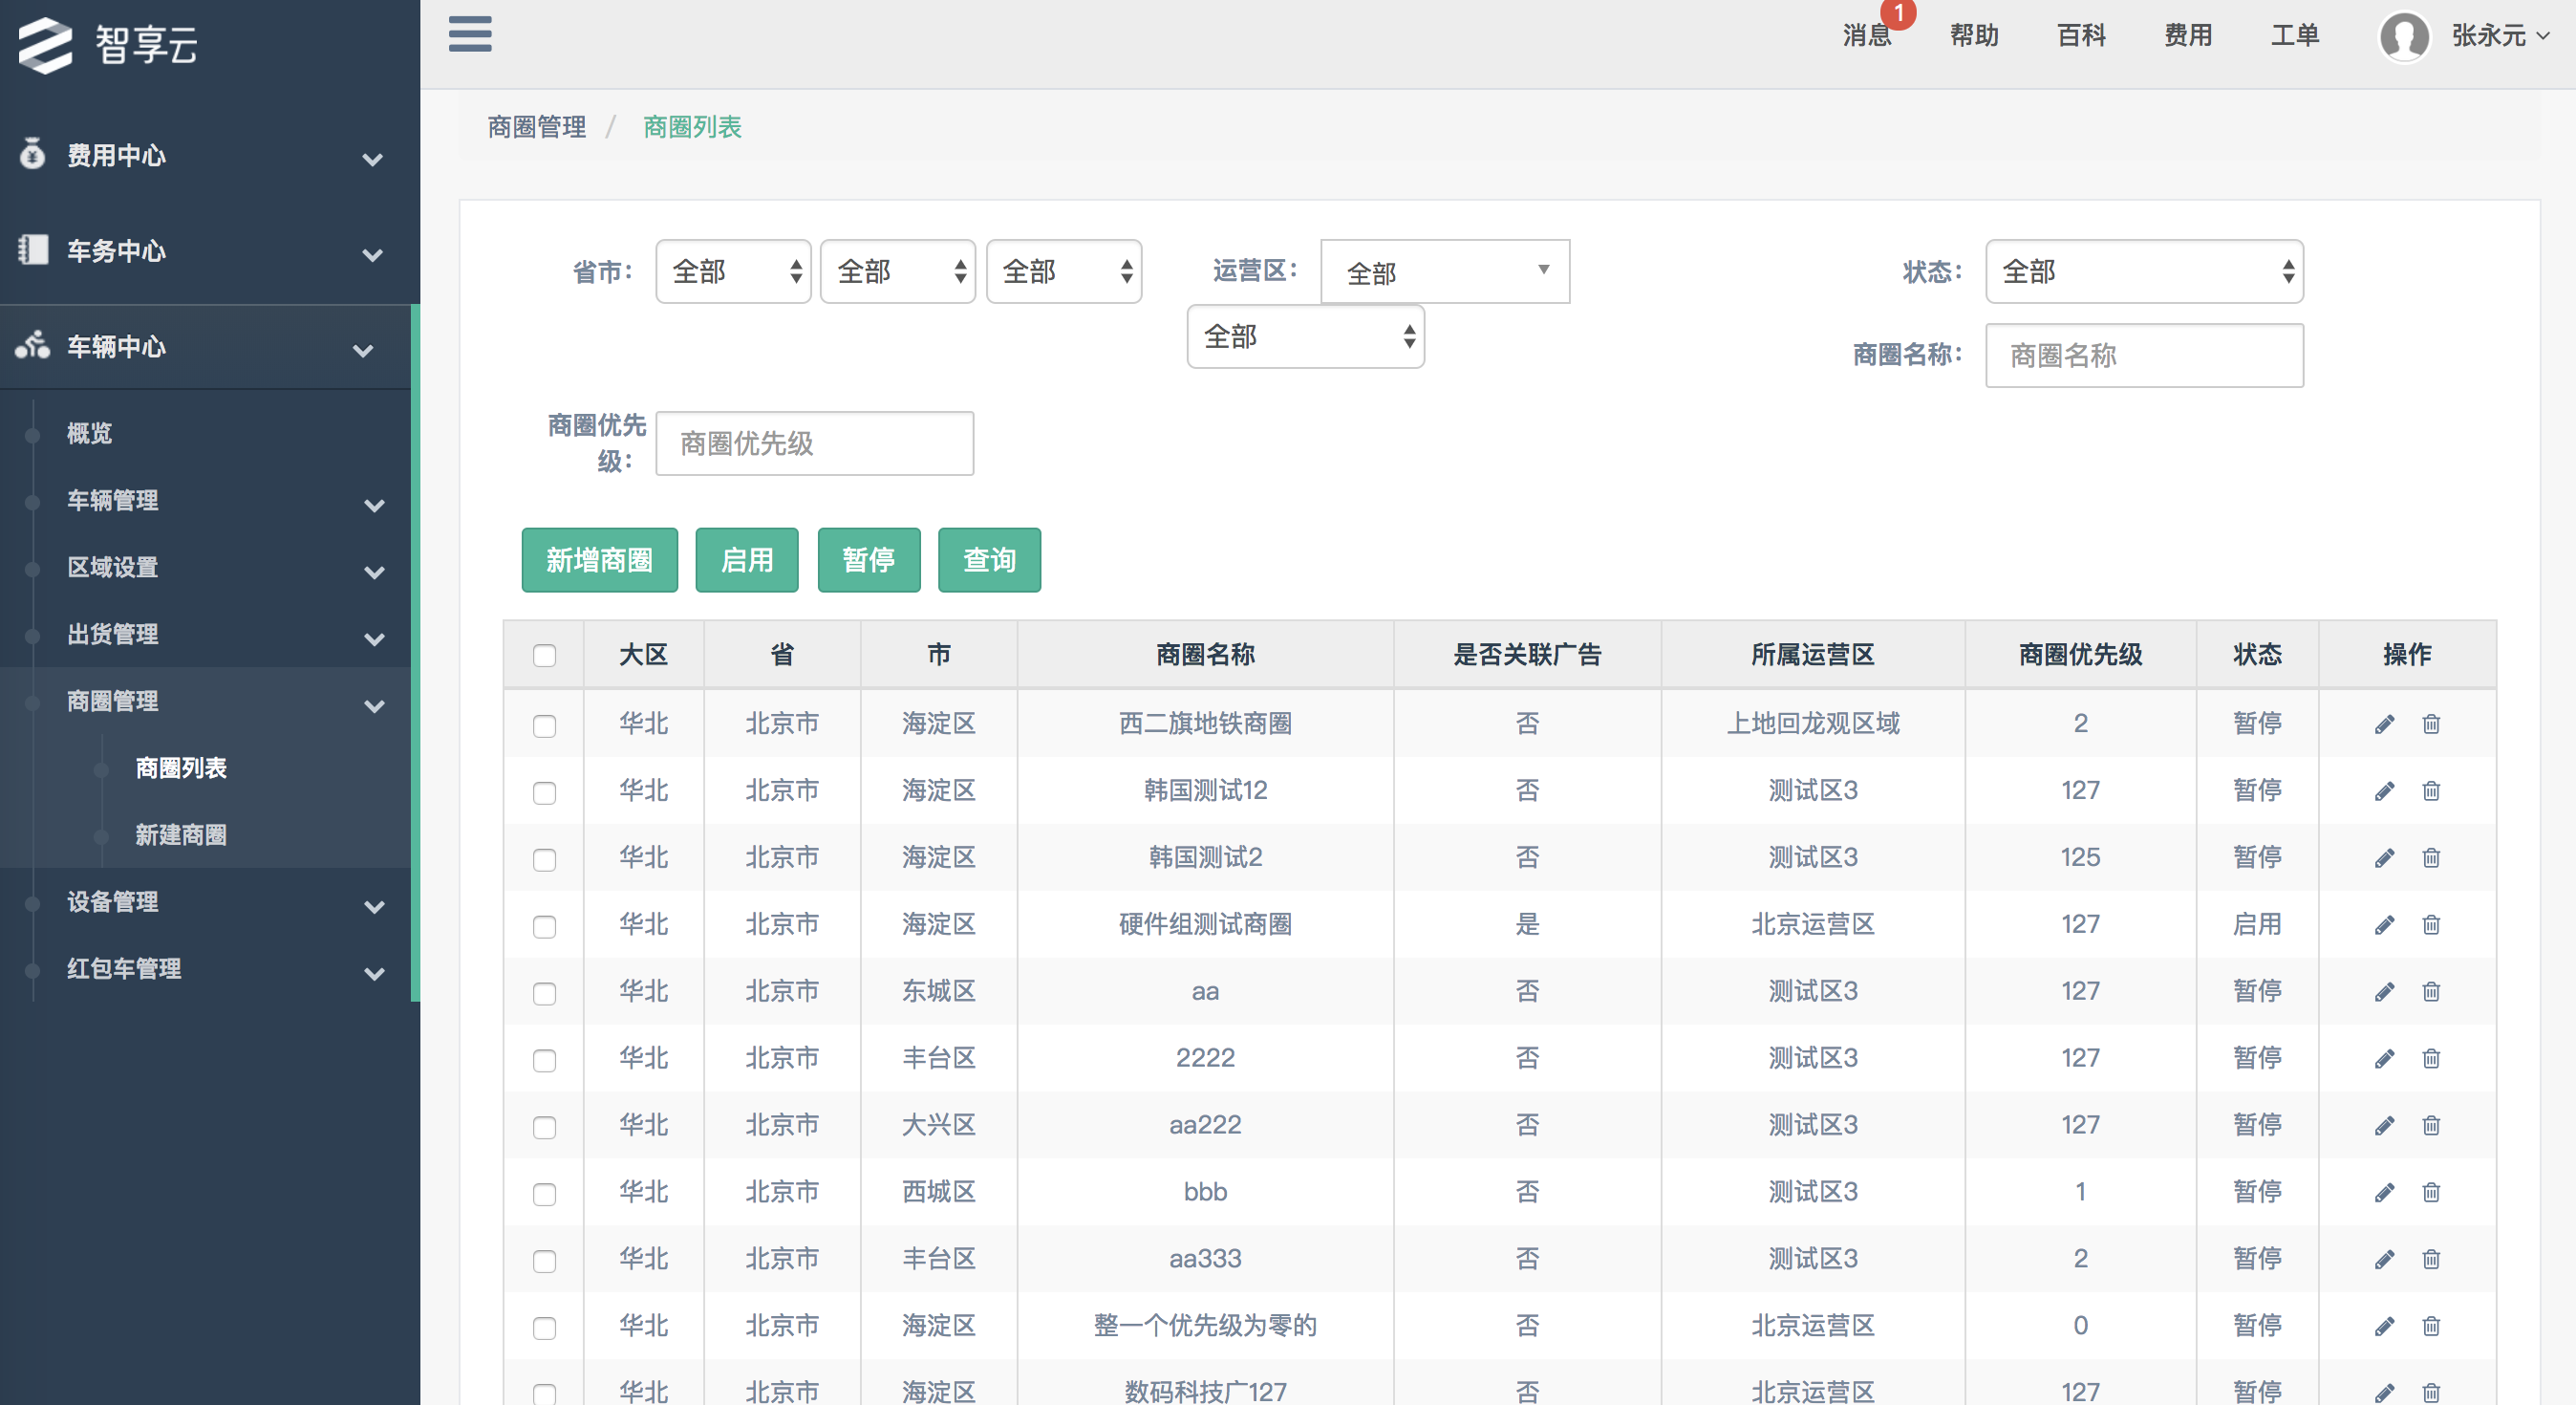 智享云
消息 1 帮助 百科 费用 工单 张永元
费用中心
车务中心
车辆中心
概览
车辆管理
区域设置
出货管理
商圈管理
商圈列表
新建商圈
设备管理
红包车管理
商圈管理 / 商圈列表
省市： 全部 全部 全部 运营区： 全部 状态： 全部
全部 商圈名称： 商圈名称
商圈优先
级： 商圈优先级
新增商圈 启用 暂停 查询
大区 省 市 商圈名称 是否关联广告 所属运营区 商圈优先级 状态 操作
华北 北京市 海淀区 西二旗地铁商圈 否 上地回龙观区域 2 暂停
华北 北京市 海淀区 韩国测试12 否 测试区3 127 暂停
华北 北京市 海淀区 韩国测试2 否 测试区3 125 暂停
华北 北京市 海淀区 硬件组测试商圈 是 北京运营区 127 启用
华北 北京市 东城区 aa 否 测试区3 127 暂停
华北 北京市 丰台区 2222 否 测试区3 127 暂停
华北 北京市 大兴区 aa222 否 测试区3 127 暂停
华北 北京市 西城区 bbb 否 测试区3 1 暂停
华北 北京市 丰台区 aa333 否 测试区3 2 暂停
华北 北京市 海淀区 整一个优先级为零的 否 北京运营区 0 暂停
华北 北京市 海淀区 数码科技广127 否 北京运营区 127 暂停